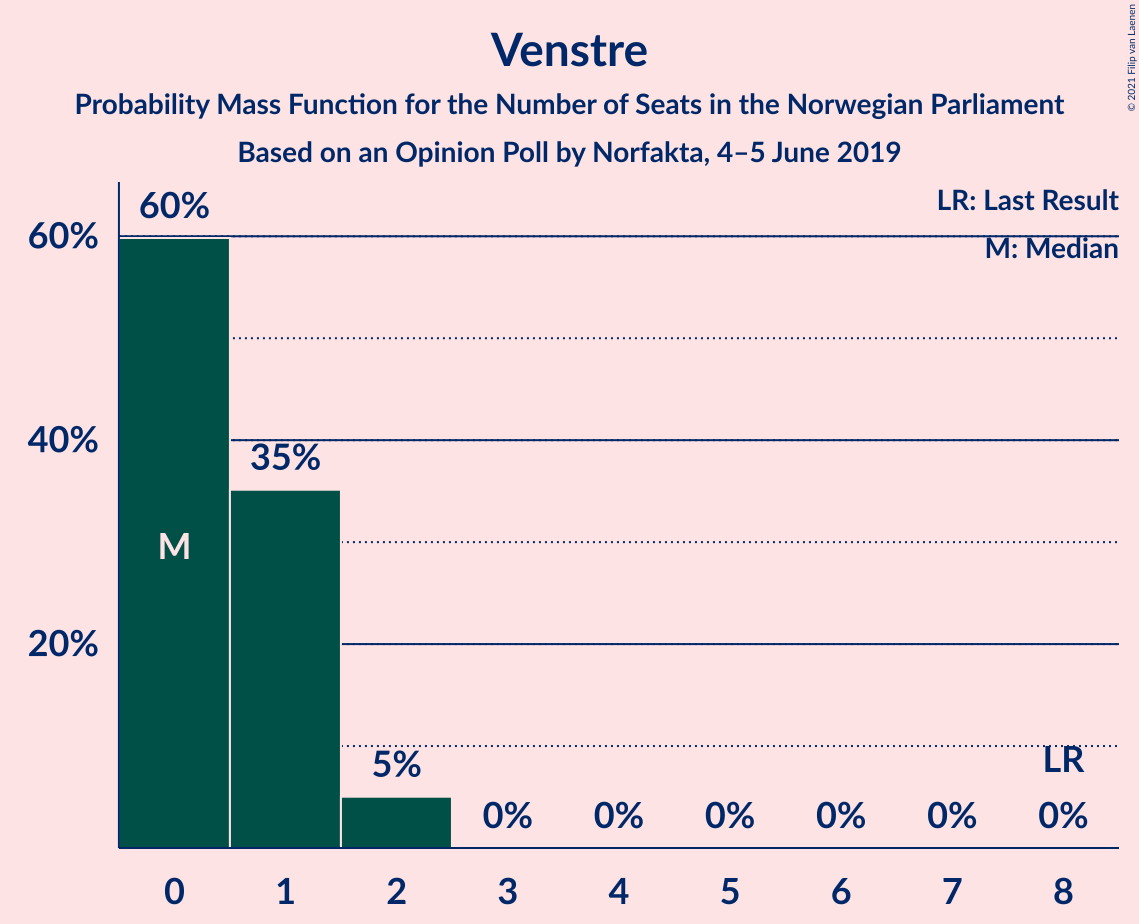 Venstre
Probability Mass Function for the Number of Seats in the Norwegian Parliament
Based on an Opinion Poll by Norfakta, 4–5 June 2019
© 2021 Filip van Laenen
LR: Last Result
M: Median
60%
40%
20%
60%
35%
5%
0%
0%
0%
0%
0%
0%
M
LR
0 1 2 3 4 5 6 7 8